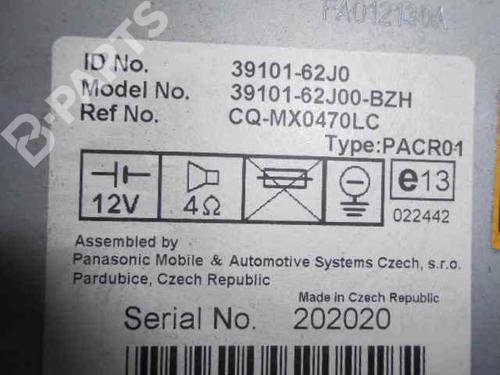 FA012130A
ID No. 39101-62J0
Model No. 39101-62J00-BZH
Ref No. CQ-MX0470LC
Type:PACR01
12V 4Ω e13
022442
Assembled by
Panasonic Mobile & Automotive Systems Czech, s.r.o.
Pardubice, Czech Republic
Made in Czech Republic
Serial No. 202020
B-PARTS